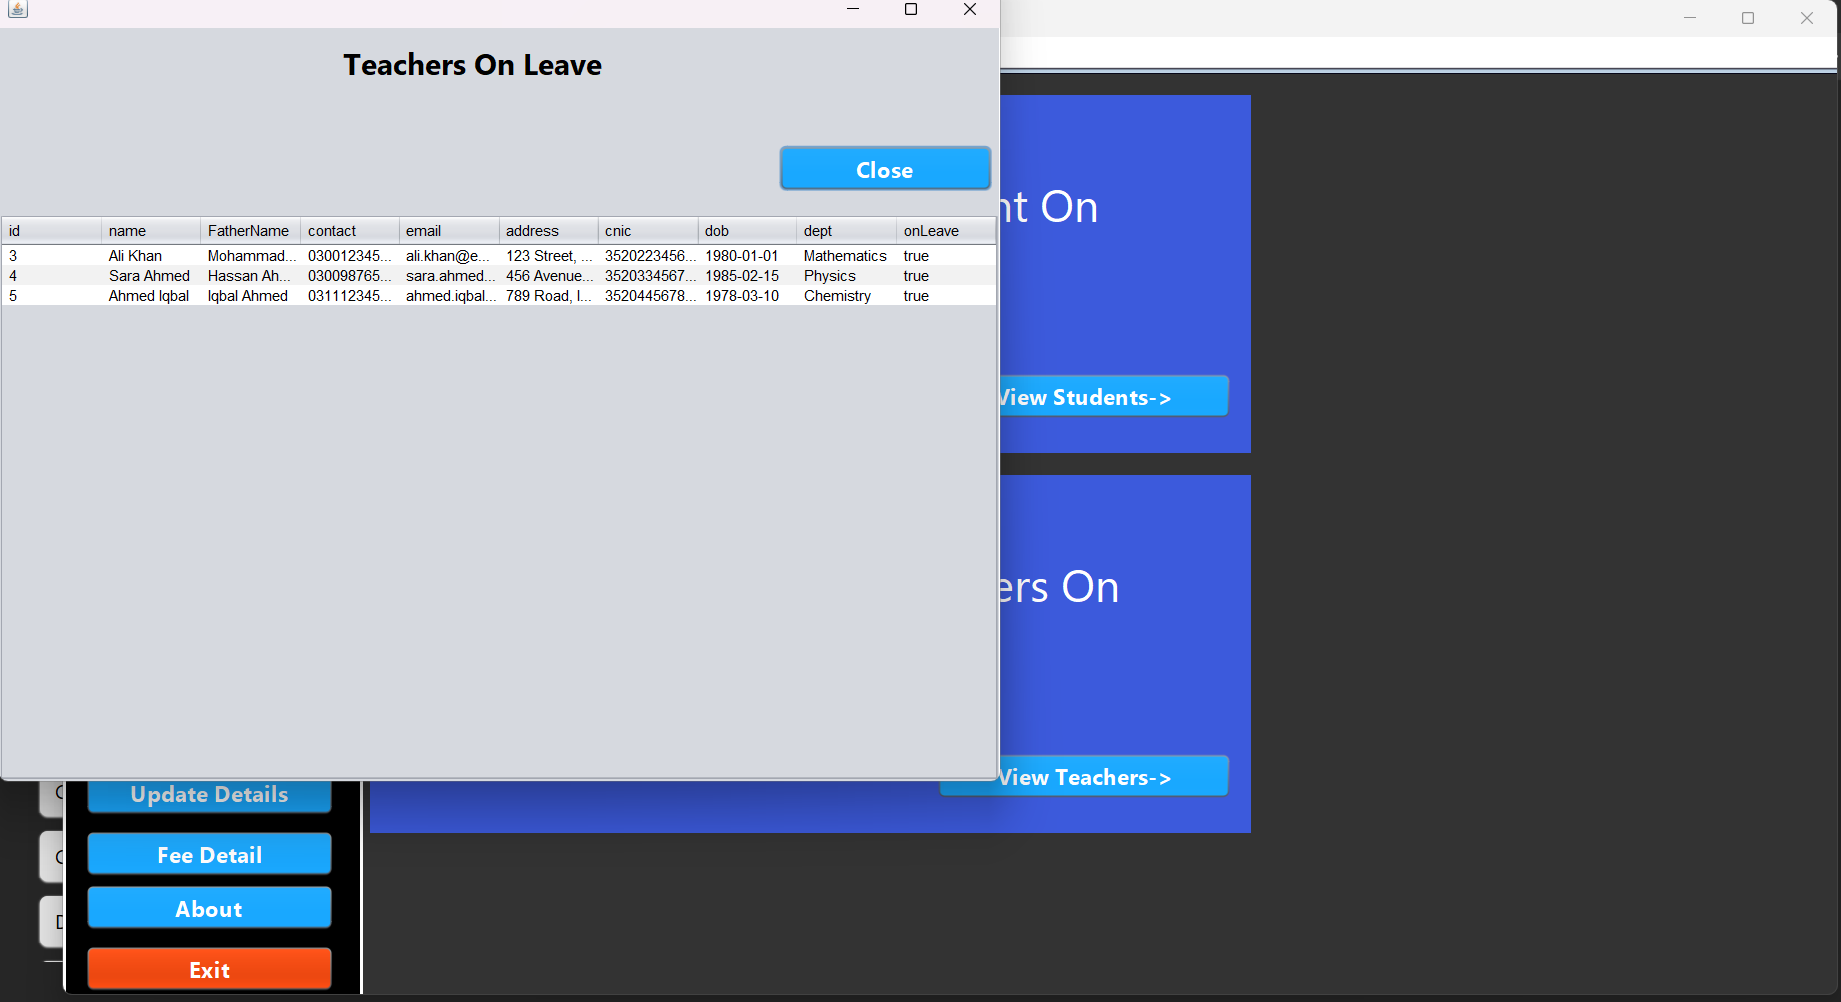 Teachers On Leave
Close
id name FatherName contact email address cnic dob dept onLeave
3 Ali Khan Mohammad... 030012345... ali.khan@e... 123 Street, ... 3520223456... 1980-01-01 Mathematics true
4 Sara Ahmed Hassan Ah... 030098765... sara.ahmed... 456 Avenue... 3520334567... 1985-02-15 Physics true
5 Ahmed Iqbal Iqbal Ahmed 031112345... ahmed.iqbal... 789 Road, I... 3520445678... 1978-03-10 Chemistry true
nt On
View Students->
ers On
View Teachers->
Update Details
Fee Detail
About
Exit